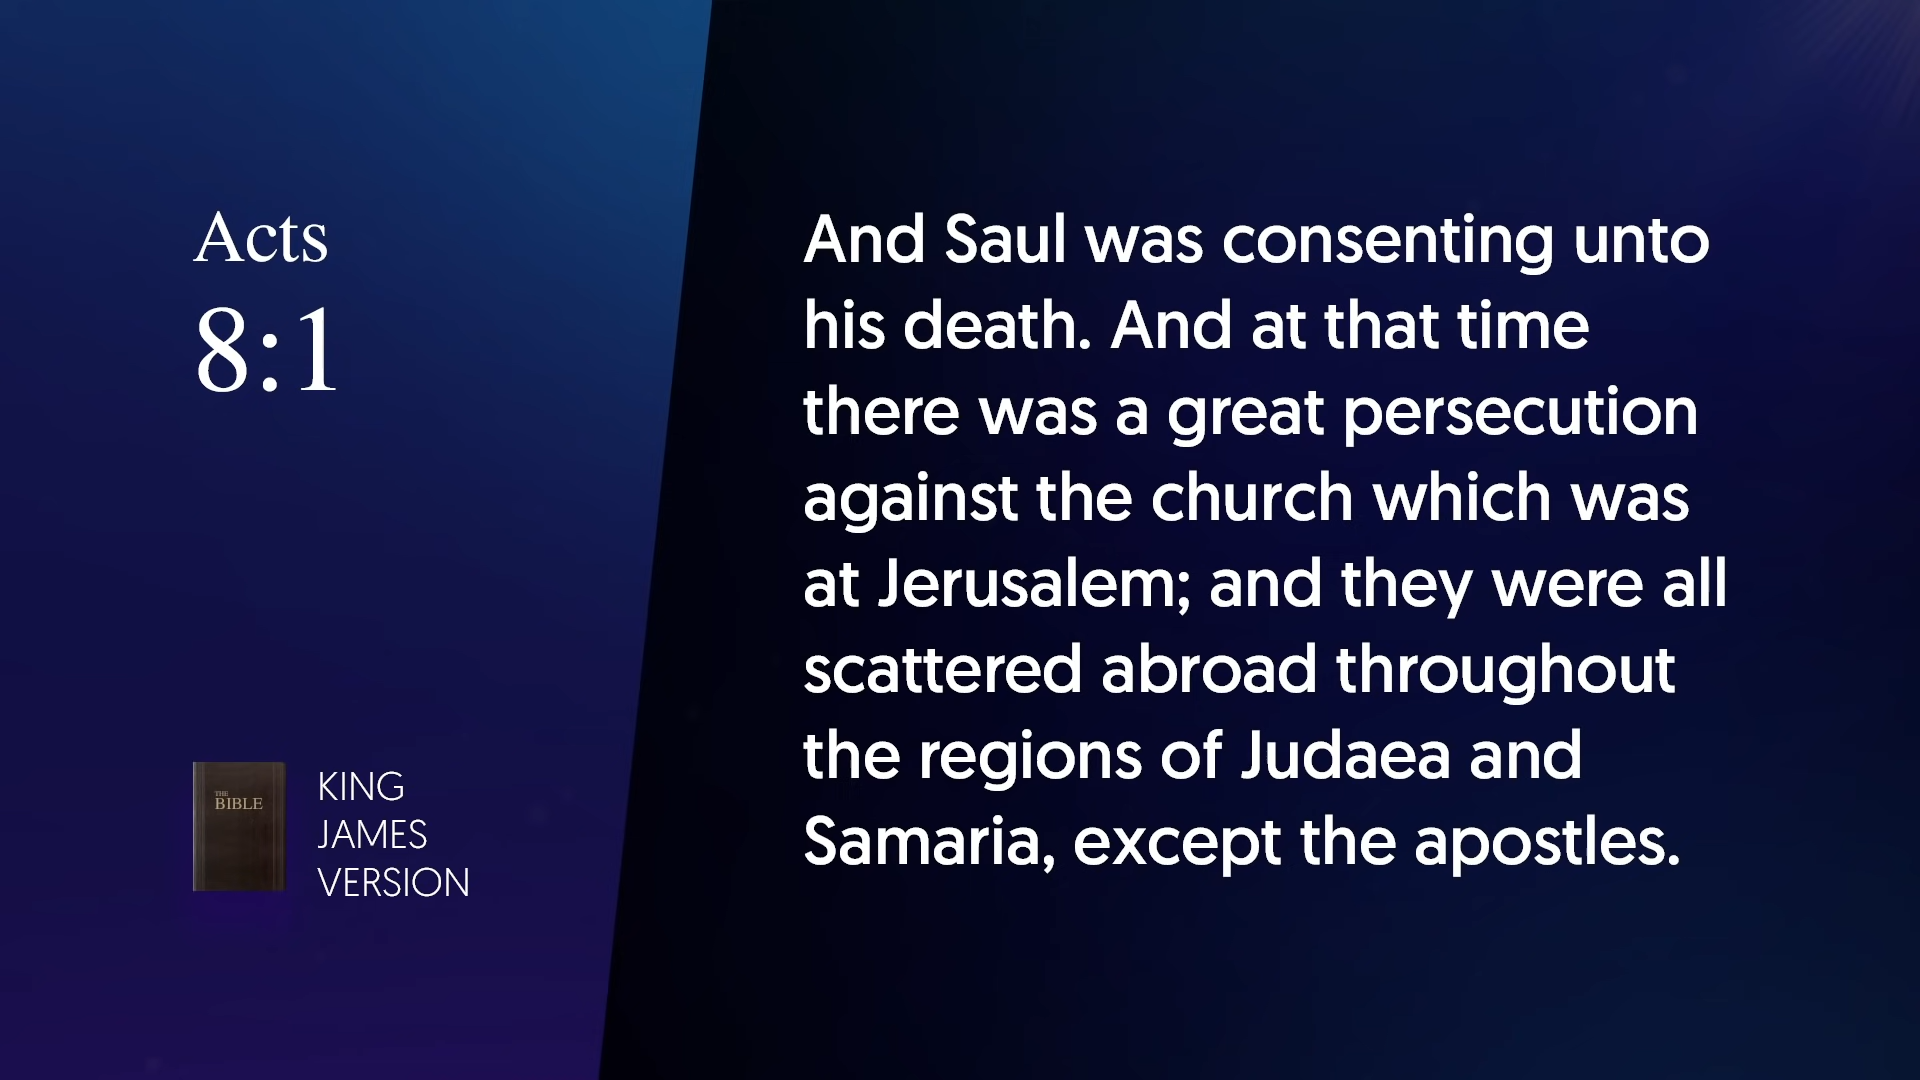 Acts
8:1
And Saul was consenting unto
his death. And at that time
there was a great persecution
against the church which was
at Jerusalem; and they were all
scattered abroad throughout
the regions of Judaea and
Samaria, except the apostles.
THE
BIBLE
KING
JAMES
VERSION